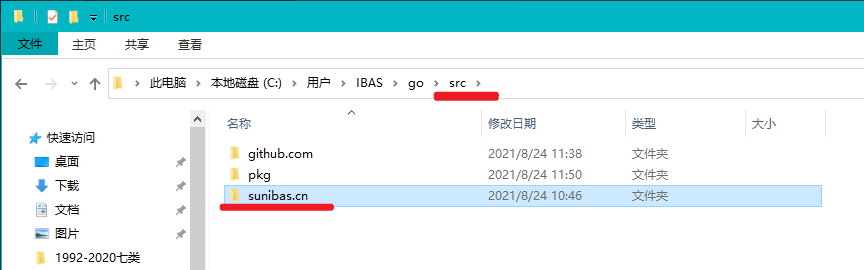 src
文件 主页 共享 查看
此电脑 本地磁盘 (C:) 用户 IBAS go src
名称 修改日期 类型 大小
快速访问
桌面
下载
文档
图片
1992-2020七类
github.com 2021/8/24 11:38 文件夹
pkg 2021/8/24 11:50 文件夹
sunibas.cn 2021/8/24 10:46 文件夹